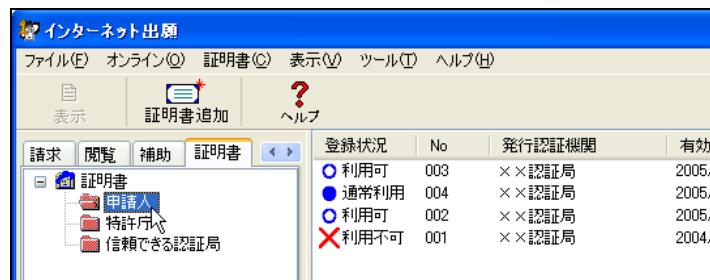 インターネット出願
ファイル(F) オンライン(O) 証明書(C) 表示(V) ツール(T) ヘルプ(H)
表示 証明書追加 ヘルプ
請求 閲覧 補助 証明書
証明書
申請人
特許庁
信頼できる認証局
登録状況 No 発行認証機関 有効
利用可 003 ××認証局 2005/
通常利用 004 ××認証局 2005/
利用可 002 ××認証局 2005/
利用不可 001 ××認証局 2004/